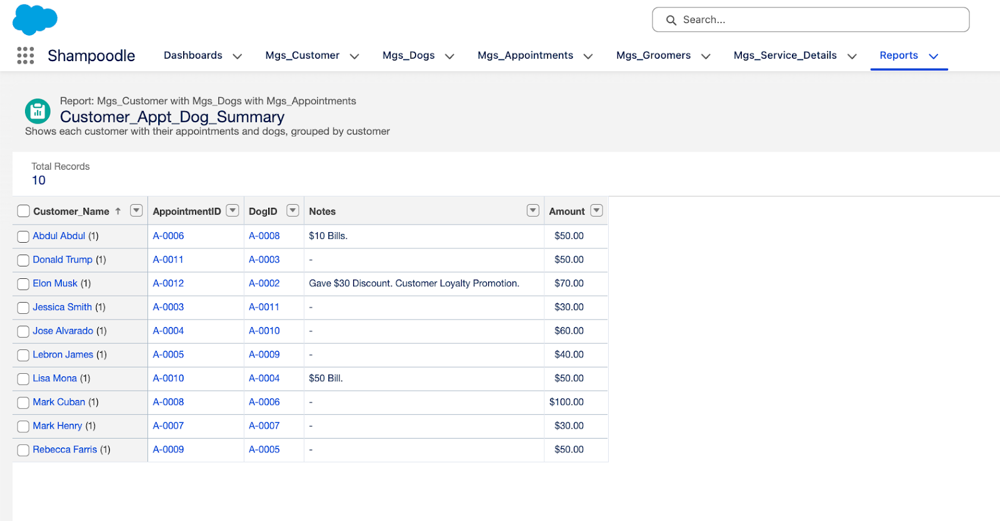 Search...
Shampoodle Dashboards Mgs_Customer Mgs_Dogs Mgs_Appointments Mgs_Groomers Mgs_Service_Details Reports
Report: Mgs_Customer with Mgs_Dogs with Mgs_Appointments
Customer_Appt_Dog_Summary
Shows each customer with their appointments and dogs, grouped by customer
Total Records
10
Customer_Name ↑ AppointmentID DogID Notes Amount
Abdul Abdul (1) A-0006 A-0008 $10 Bills. $50.00
Donald Trump (1) A-0011 A-0003 - $50.00
Elon Musk (1) A-0012 A-0002 Gave $30 Discount. Customer Loyalty Promotion. $70.00
Jessica Smith (1) A-0003 A-0011 - $30.00
Jose Alvarado (1) A-0004 A-0010 - $60.00
Lebron James (1) A-0005 A-0009 - $40.00
Lisa Mona (1) A-0010 A-0004 $50 Bill. $50.00
Mark Cuban (1) A-0008 A-0006 - $100.00
Mark Henry (1) A-0007 A-0007 - $30.00
Rebecca Farris (1) A-0009 A-0005 - $50.00